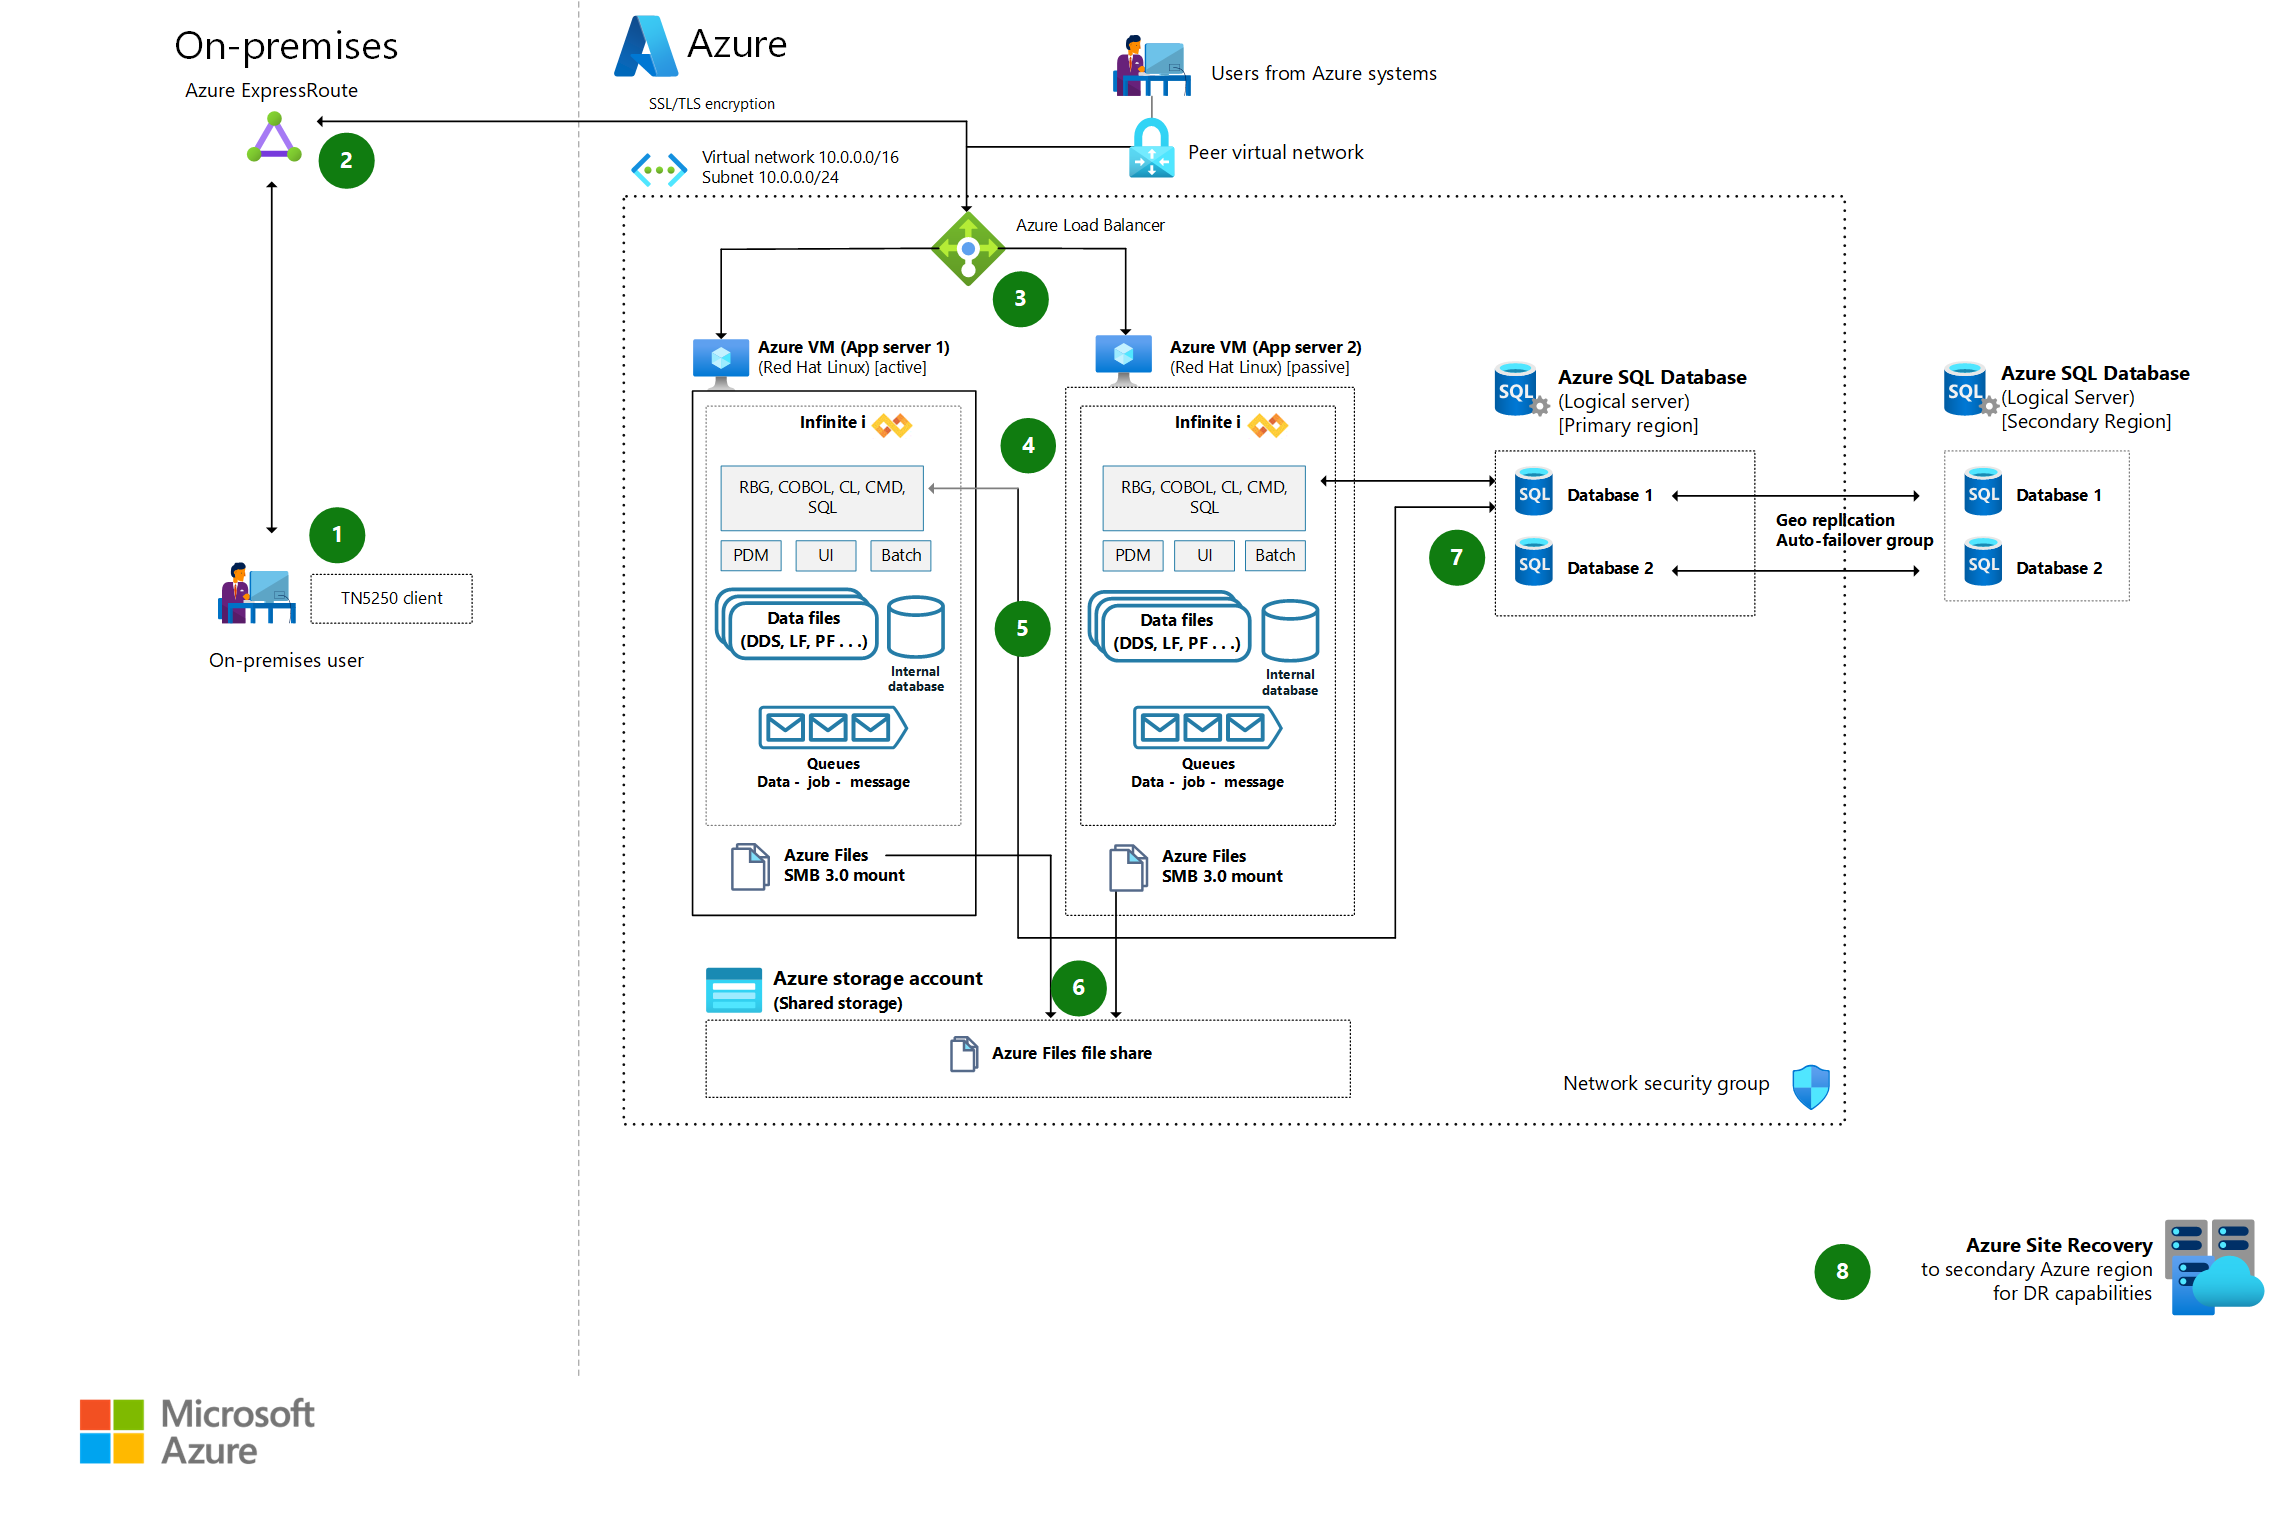 On-premises
Azure ExpressRoute
2
1
TN5250 client
On-premises user
Azure
SSL/TLS encryption
Users from Azure systems
Peer virtual network
Virtual network 10.0.0.0/16
Subnet 10.0.0.0/24
Azure Load Balancer
3
Azure VM (App server 1)
(Red Hat Linux) [active]
Infinite i
RBG, COBOL, CL, CMD,
SQL
PDM
UI
Batch
Data files
(DDS, LF, PF . . .)
Internal
database
Queues
Data - job - message
Azure Files
SMB 3.0 mount
4
5
Azure VM (App server 2)
(Red Hat Linux) [passive]
Infinite i
RBG, COBOL, CL, CMD,
SQL
PDM
UI
Batch
Data files
(DDS, LF, PF . . .)
Internal
database
Queues
Data - job - message
Azure Files
SMB 3.0 mount
6
Azure storage account
(Shared storage)
Azure Files file share
7
SQL
Azure SQL Database
(Logical server)
[Primary region]
SQL
Database 1
SQL
Database 2
Geo replication
Auto-failover group
SQL
Azure SQL Database
(Logical Server)
[Secondary Region]
SQL
Database 1
SQL
Database 2
Network security group
8
Azure Site Recovery
to secondary Azure region
for DR capabilities
Microsoft
Azure